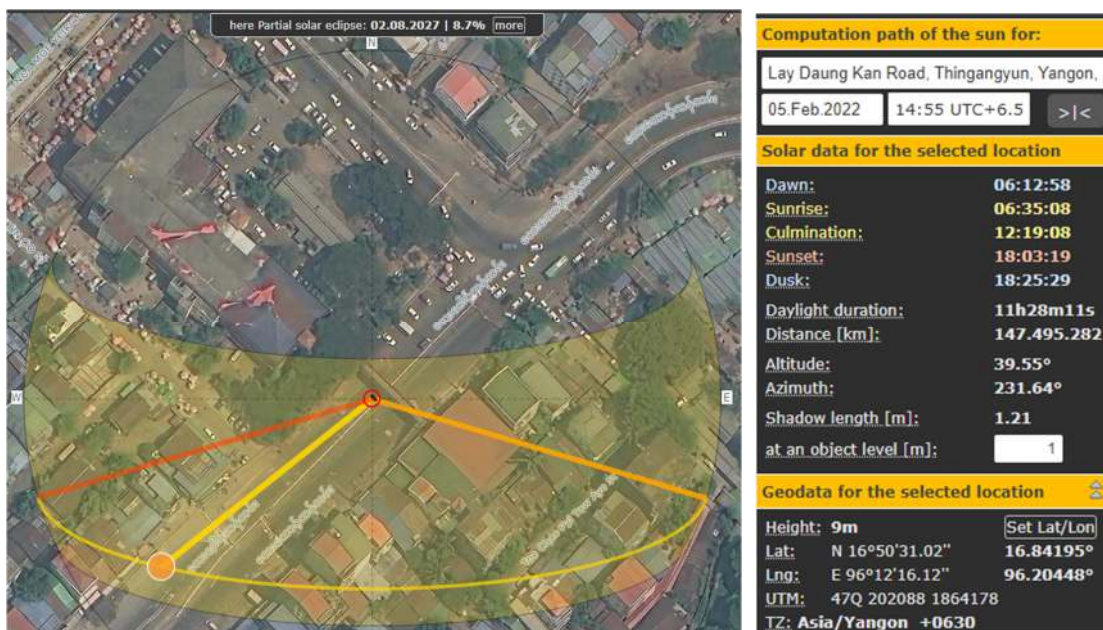 here Partial solar eclipse: 02.08.2027 | 8.7% more
N
W
E
Computation path of the sun for:
Lay Daung Kan Road, Thingangyun, Yangon,
05.Feb.2022 14:55 UTC+6.5 >|<
Solar data for the selected location
Dawn: 06:12:58
Sunrise: 06:35:08
Culmination: 12:19:08
Sunset: 18:03:19
Dusk: 18:25:29
Daylight duration: 11h28m11s
Distance [km]: 147.495.282
Altitude: 39.55°
Azimuth: 231.64°
Shadow length [m]: 1.21
at an object level [m]: 1
Geodata for the selected location
Height: 9m Set Lat/Lon
Lat: N 16°50'31.02" 16.84195°
Lng: E 96°12'16.12" 96.20448°
UTM: 47Q 202088 1864178
TZ: Asia/Yangon +0630